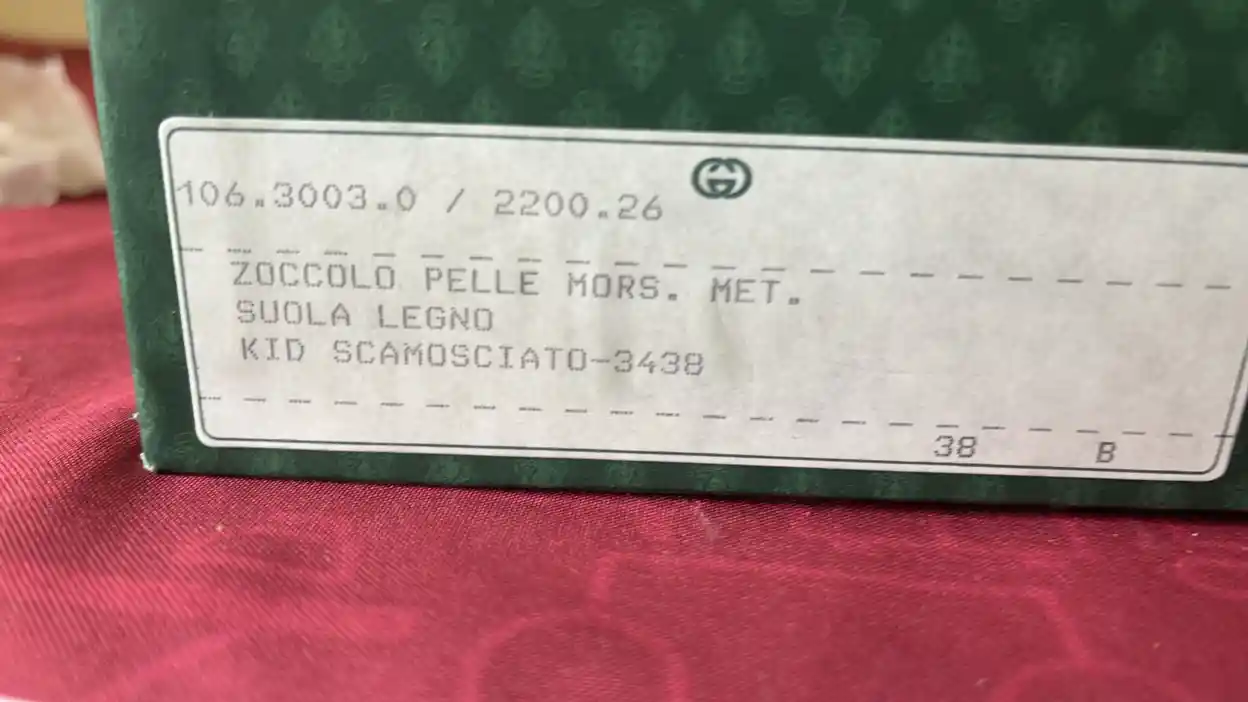 106.3003.0 / 2200.26
ZOCCOLO PELLE MORS. MET.
SUOLA LEGNO
KID SCAMOSCIATO-3438
38 B